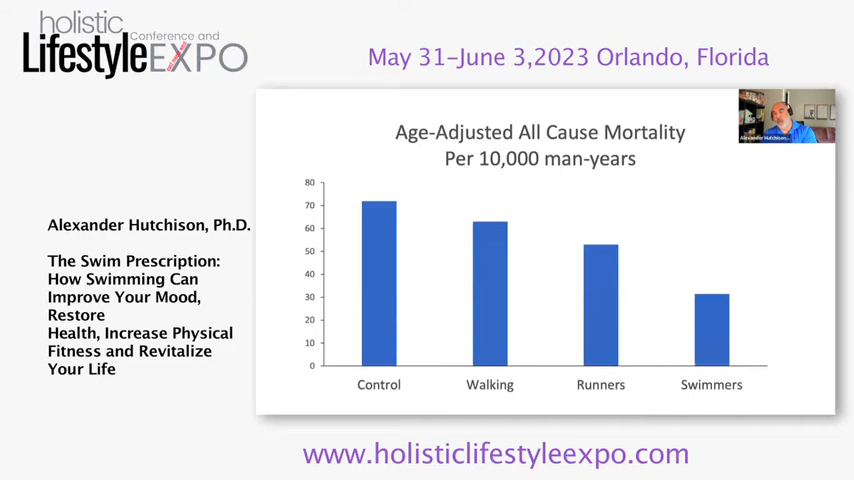 holistic
Conference and
LifestyleEXPO
May 31–June 3,2023 Orlando, Florida
Alexander Hutchison...
Age-Adjusted All Cause Mortality
Per 10,000 man-years
80
70
60
50
40
30
20
10
0
Control
Walking
Runners
Swimmers
Alexander Hutchison, Ph.D.
The Swim Prescription:
How Swimming Can
Improve Your Mood,
Restore
Health, Increase Physical
Fitness and Revitalize
Your Life
www.holisticlifestyleexpo.com